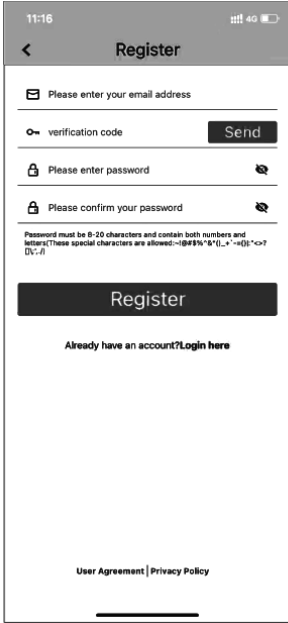 11:16
4G
Register
Please enter your email address
verification code
Send
Please enter password
Please confirm your password
Password must be 8-20 characters and contain both numbers and
letters(These special characters are allowed:~!@#$%^&*()_+`-={}|:"<>?
Register
Already have an account?Login here
User Agreement | Privacy Policy